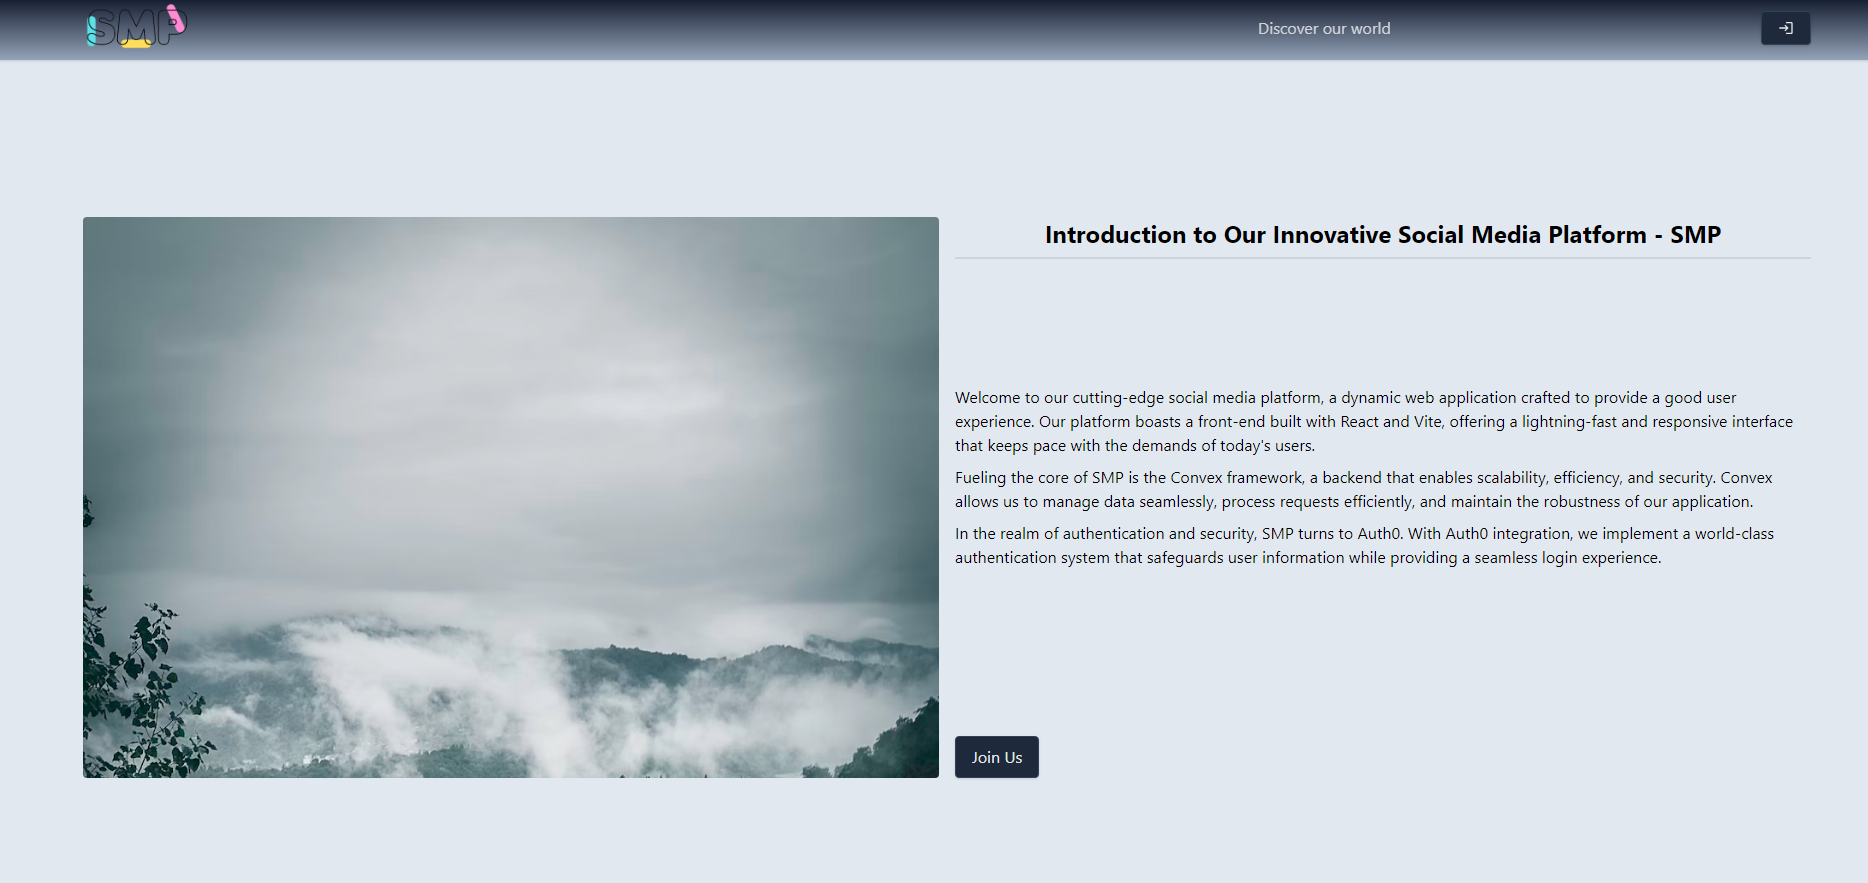 SMP
Discover our world
Introduction to Our Innovative Social Media Platform - SMP
Welcome to our cutting-edge social media platform, a dynamic web application crafted to provide a good user
experience. Our platform boasts a front-end built with React and Vite, offering a lightning-fast and responsive interface
that keeps pace with the demands of today's users.
Fueling the core of SMP is the Convex framework, a backend that enables scalability, efficiency, and security. Convex
allows us to manage data seamlessly, process requests efficiently, and maintain the robustness of our application.
In the realm of authentication and security, SMP turns to Auth0. With Auth0 integration, we implement a world-class
authentication system that safeguards user information while providing a seamless login experience.
Join Us